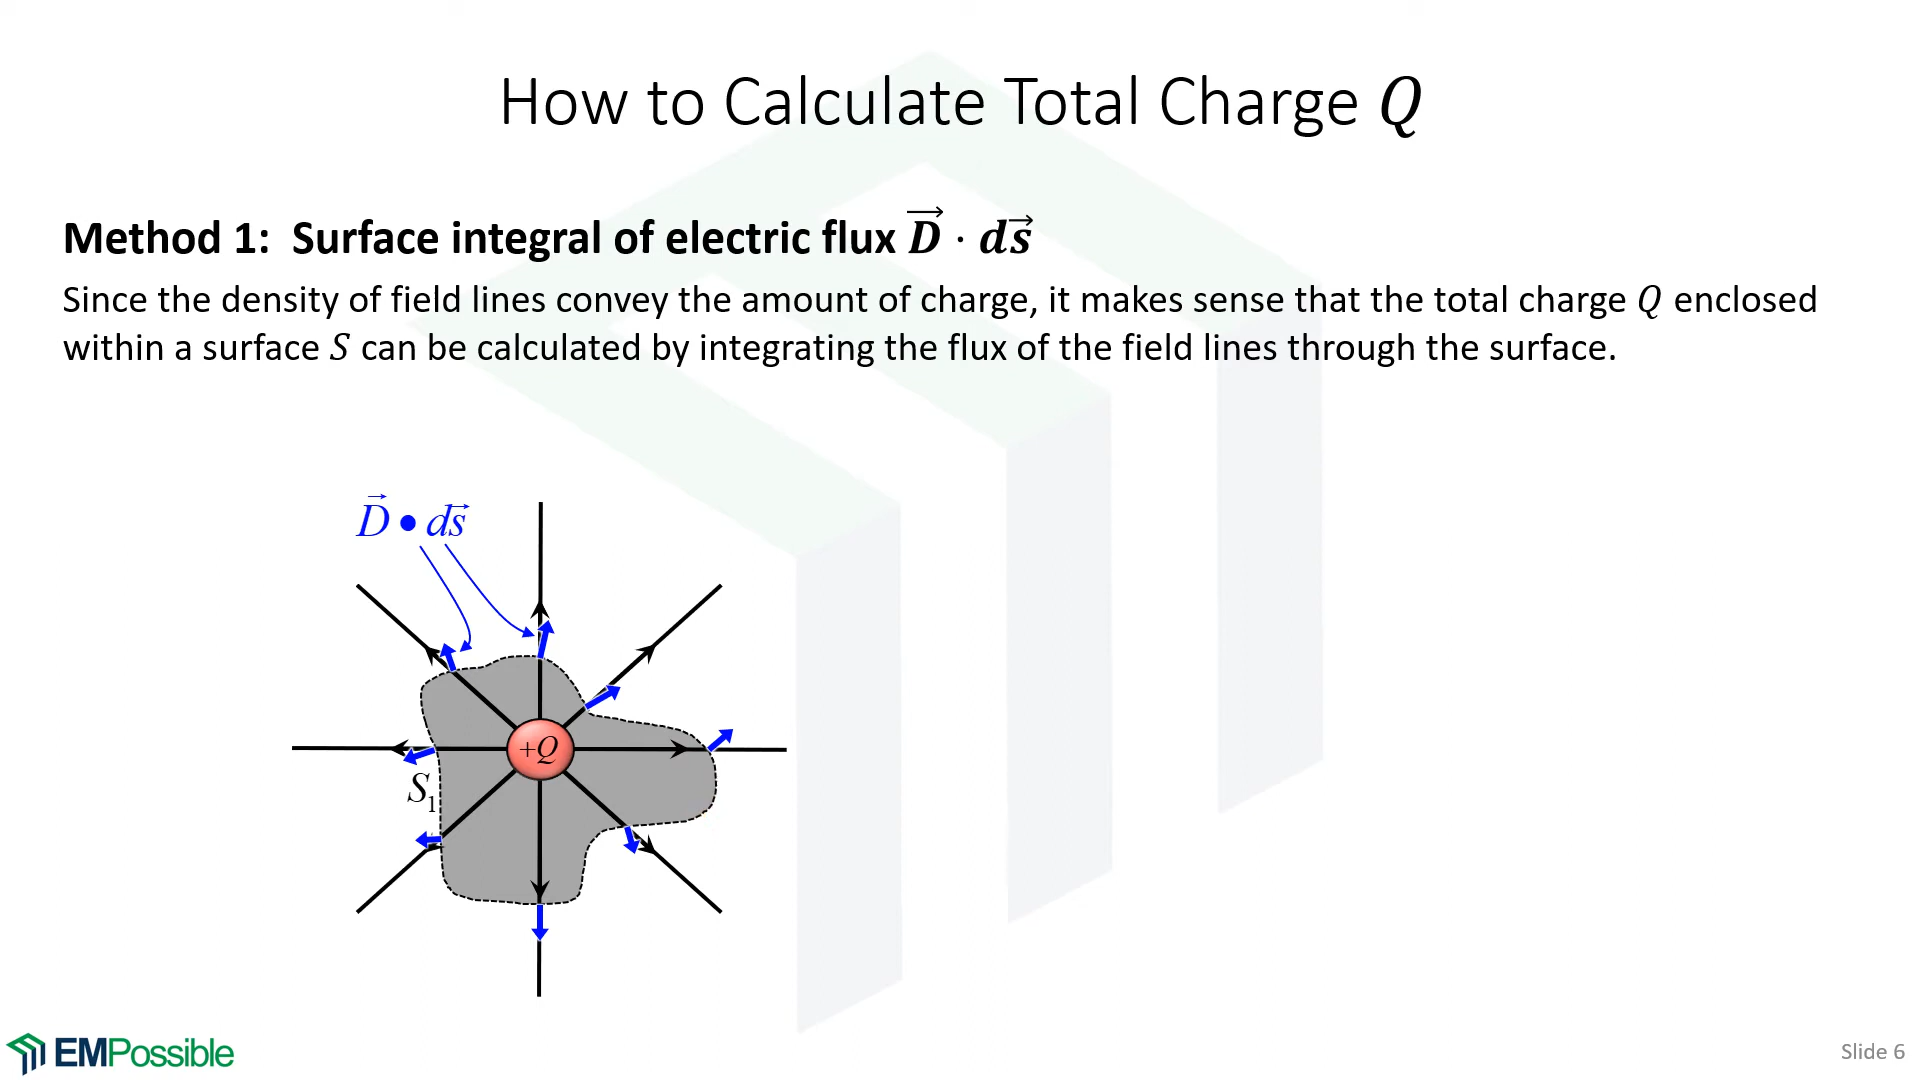 How to Calculate Total Charge 𝑄
Method 1: Surface integral of electric flux D⃗ · ds⃗
Since the density of field lines convey the amount of charge, it makes sense that the total charge 𝑄 enclosed
within a surface 𝑆 can be calculated by integrating the flux of the field lines through the surface.
D⃗ • ds⃗
+Q
S₁
EMPossible
Slide 6